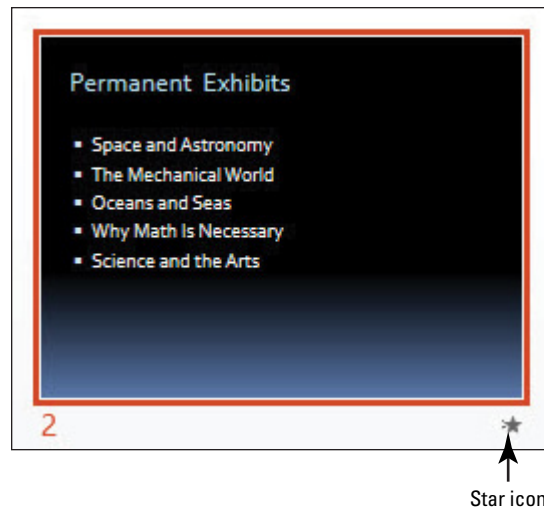 Permanent Exhibits
▪ Space and Astronomy
▪ The Mechanical World
▪ Oceans and Seas
▪ Why Math Is Necessary
▪ Science and the Arts
2
Star icon